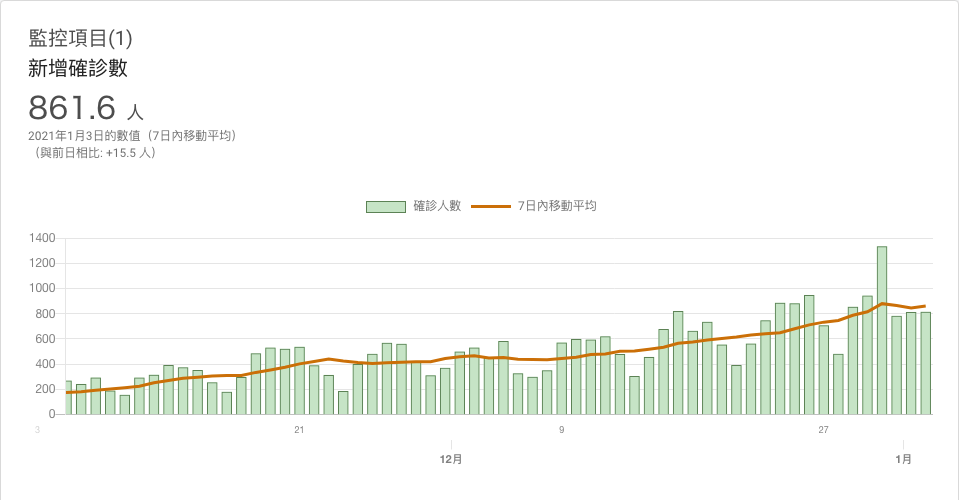 監控項目(1)
新增確診數
861.6 人
2021年1月3日的數值（7日內移動平均）
（與前日相比: +15.5 人）
確診人數 7日內移動平均
1400
1200
1000
800
600
400
200
0
3 21 9 27
12月 1月